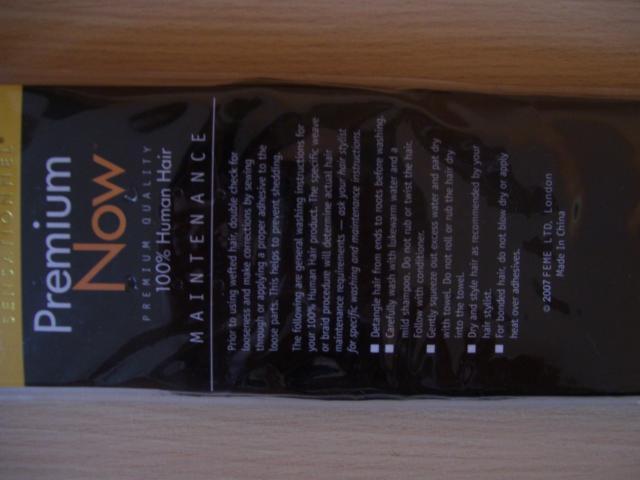 SENSATIONNEL
Premium
Now™
PREMIUM QUALITY
100% Human Hair
MAINTENANCE
Prior to using wefted hair, double check for
looseness and make corrections by sewing
through or applying a proper adhesive to the
loose parts. This helps to prevent shedding.
The following are general washing instructions for
your 100% Human Hair product. The specific weave
or braid procedure will determine actual hair
maintenance requirements — ask your hair stylist
for specific washing and maintenance instructions.
■ Detangle hair from ends to roots before washing.
■ Carefully wash with lukewarm water and a
mild shampoo. Do not rub or twist the hair.
Follow with conditioner.
■ Gently squeeze out excess water and pat dry
with towel. Do not roll or rub the hair dry
into the towel.
■ Dry and style hair as recommended by your
hair stylist.
■ For bonded hair, do not blow dry or apply
heat over adhesives.
© 2007 FEME LTD, London
Made In China